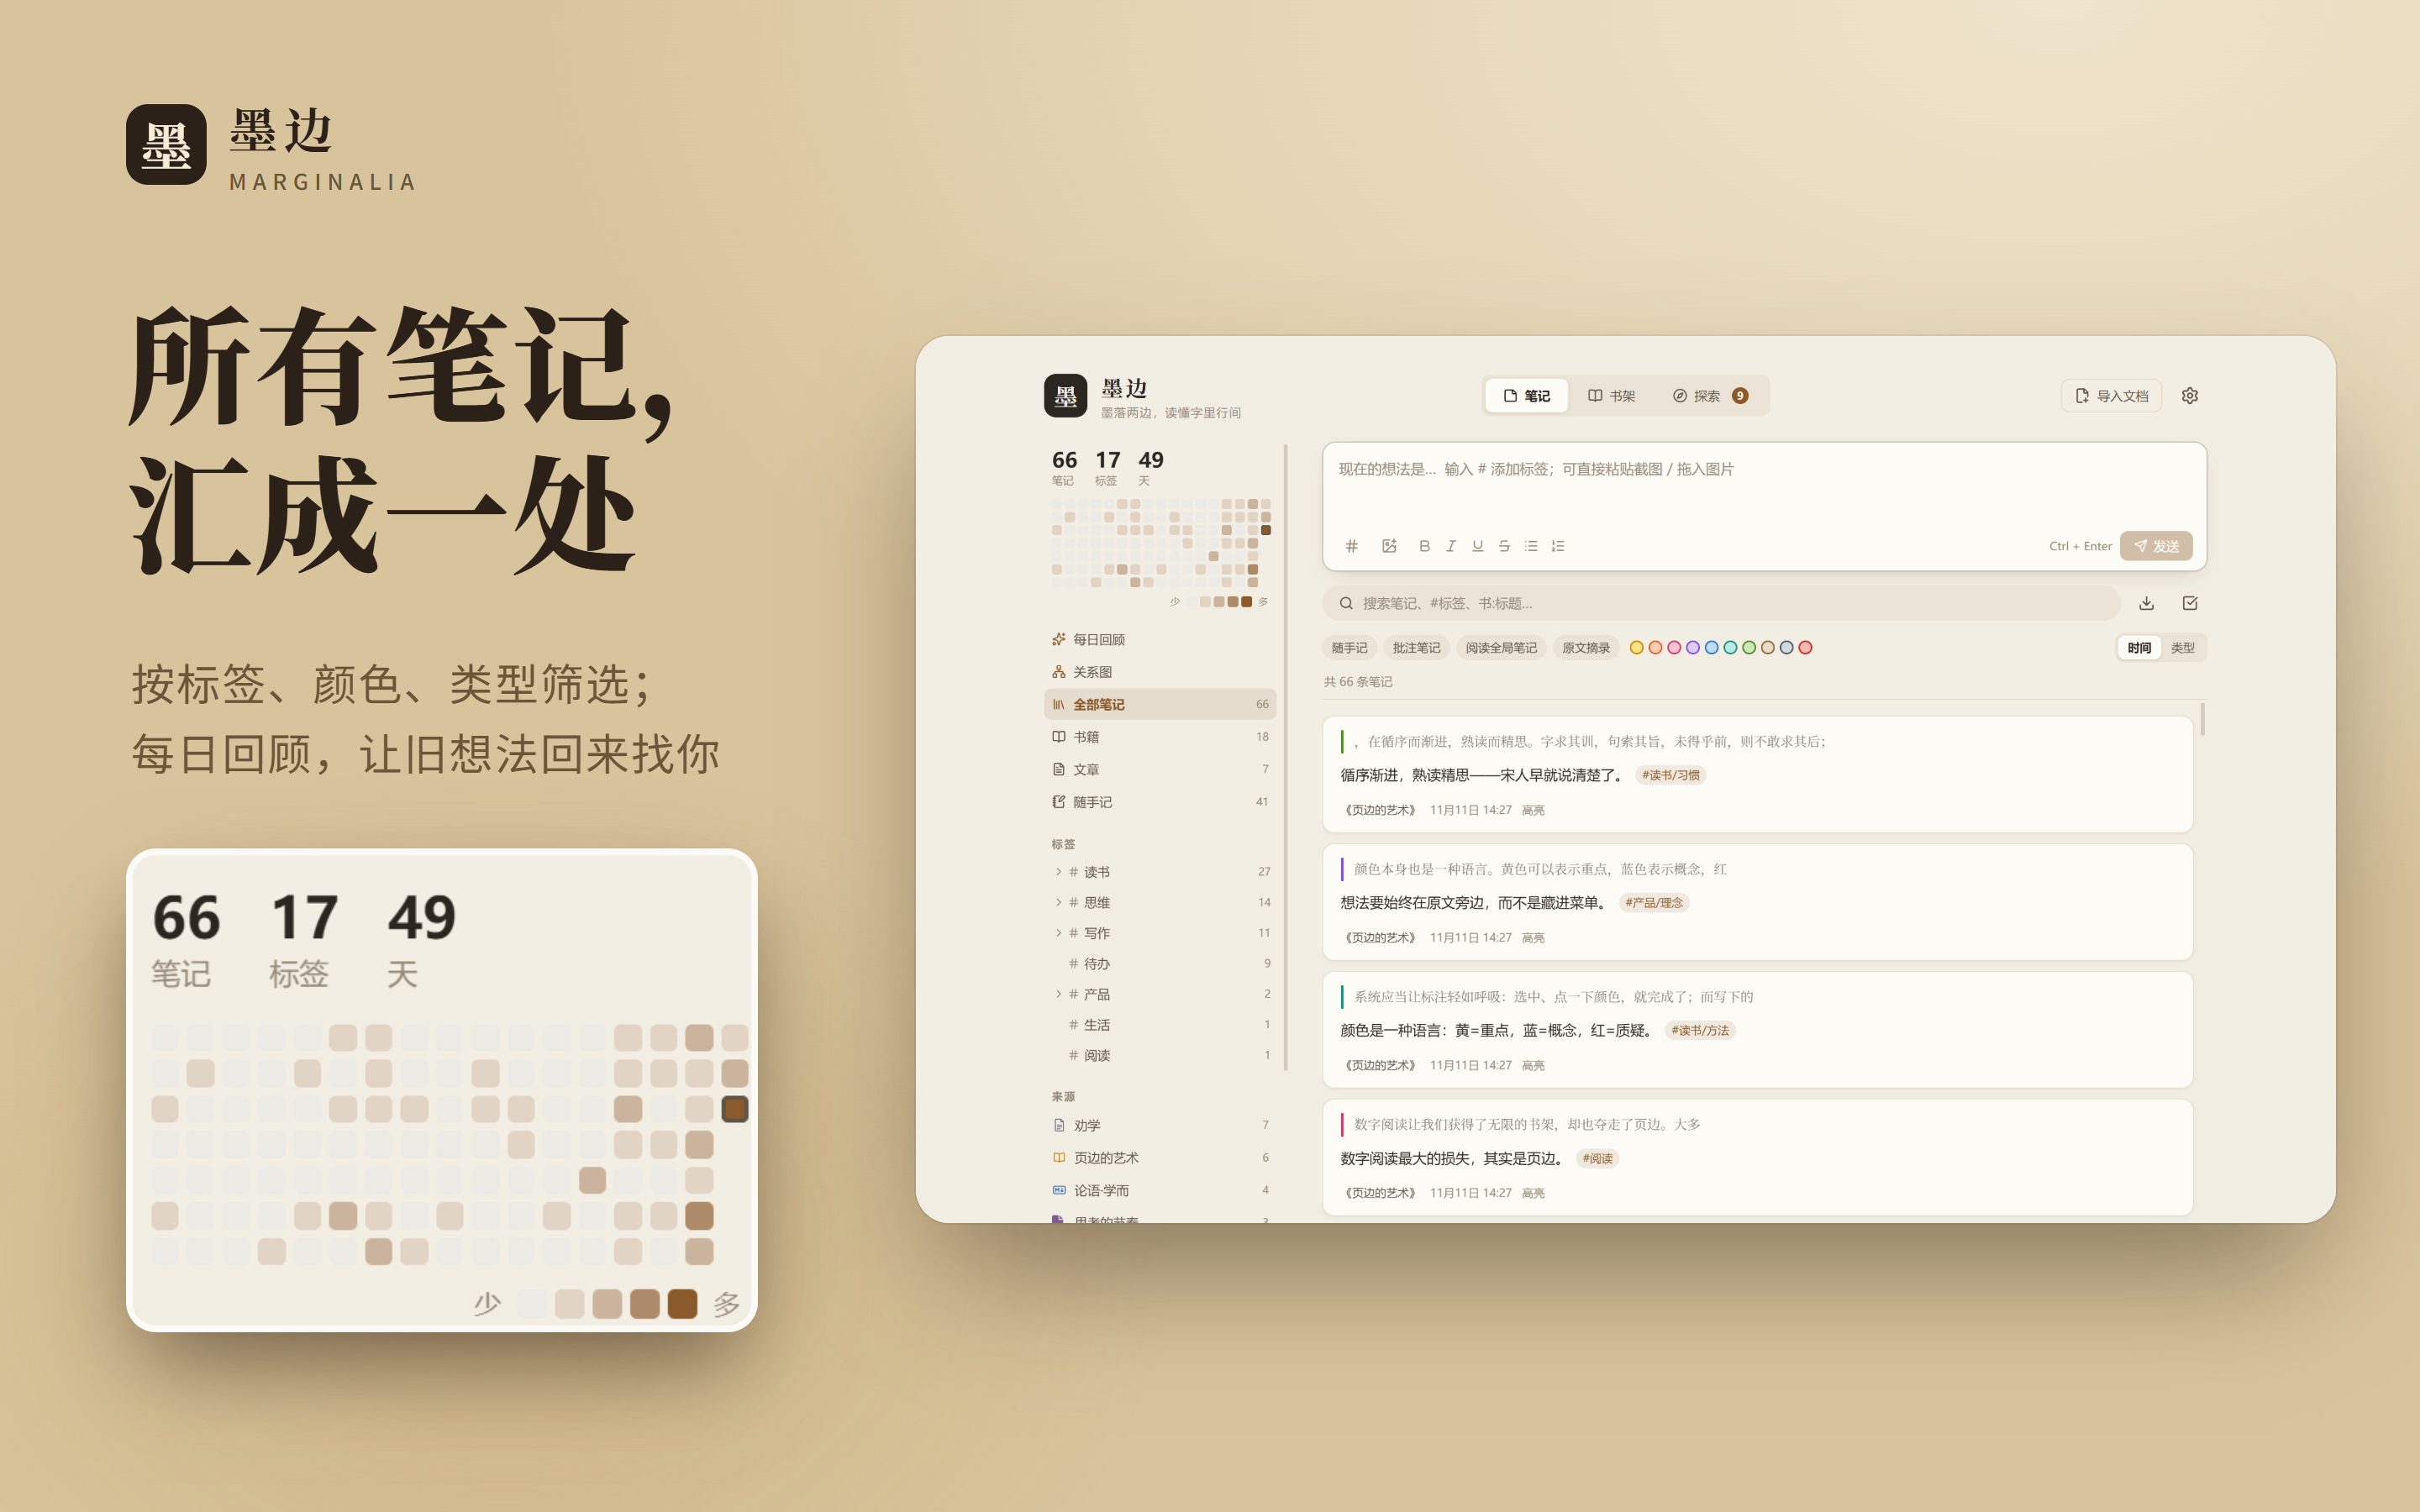 墨
墨边
MARGINALIA
所有笔记,
汇成一处
按标签、颜色、类型筛选；
每日回顾，让旧想法回来找你
66 17 49
笔记 标签 天
少 多
墨
墨边
墨落两边，读懂字里行间
笔记 书架 探索 9
导入文档
66 17 49
笔记 标签 天
少 多
每日回顾
关系图
全部笔记 66
书籍 18
文章 7
随手记 41
标签
# 读书 27
# 思维 14
# 写作 11
# 待办 9
# 产品 2
# 生活 1
# 阅读 1
来源
劝学 7
页边的艺术 6
M↓ 论语·学而 4
思考的节奏 3
现在的想法是... 输入 # 添加标签；可直接粘贴截图 / 拖入图片
# B I U S Ctrl + Enter 发送
搜索笔记、#标签、书:标题...
随手记 批注笔记 阅读全局笔记 原文摘录 时间 类型
共 66 条笔记
，在循序而渐进，熟读而精思。字求其训，句索其旨，未得乎前，则不敢求其后；
循序渐进，熟读精思——宋人早就说清楚了。 #读书/习惯
《页边的艺术》 11月11日 14:27 高亮
颜色本身也是一种语言。黄色可以表示重点，蓝色表示概念，红
想法要始终在原文旁边，而不是藏进菜单。 #产品/理念
《页边的艺术》 11月11日 14:27 高亮
系统应当让标注轻如呼吸：选中、点一下颜色，就完成了；而写下的
颜色是一种语言：黄=重点，蓝=概念，红=质疑。 #读书/方法
《页边的艺术》 11月11日 14:27 高亮
数字阅读让我们获得了无限的书架，却也夺走了页边。大多
数字阅读最大的损失，其实是页边。 #阅读
《页边的艺术》 11月11日 14:27 高亮